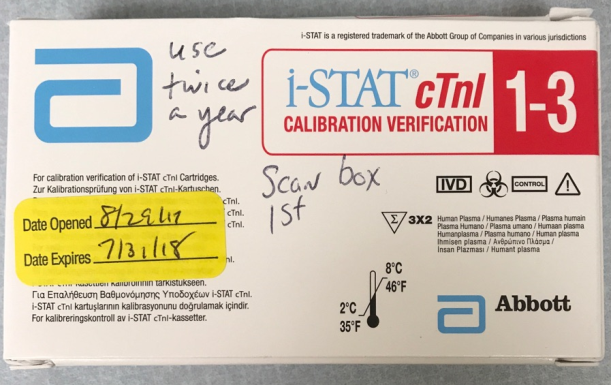 i-STAT is a registered trademark of the Abbott Group of Companies in various jurisdictions
use
twice
a year
i-STAT® cTnI
CALIBRATION VERIFICATION
1-3
For calibration verification of i-STAT cTnI Cartridges.
Zur Kalibrationsprüfung von i-STAT cTnI-Kartuschen.
cTnI.
cTnI.
cTnI.
Date Opened 8/29/17
Date Expires 7/31/18
nI.
kalibroinnin tarkistukseen.
Για Επαλήθευση Βαθμονόμησης Υποδοχέων i-STAT cTnI.
i-STAT cTnI kartuşlarının kalibrasyonunu doğrulamak içindir.
For kalibreringskontroll av i-STAT cTnI-kassetter.
Scan box
1st
IVD
CONTROL
Σ 3X2
Human Plasma / Humanes Plasma / Plasma humain
Plasma Humano / Plasma umano / Humaan plasma
Humanplasma / Plasma humano / Human plasma
Ihmisen plasma / Ανθρώπινο Πλάσμα /
Insan Plazması / Humant plasma
8°C
46°F
2°C
35°F
Abbott